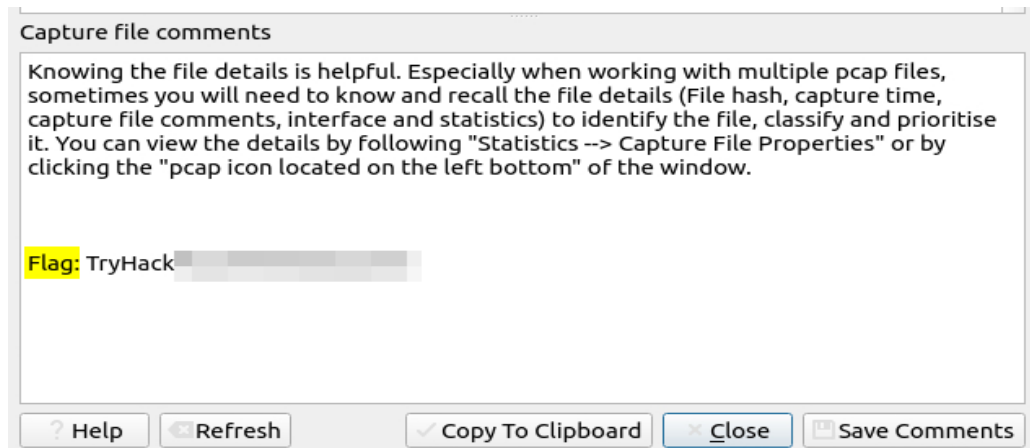 Capture file comments
Knowing the file details is helpful. Especially when working with multiple pcap files,
sometimes you will need to know and recall the file details (File hash, capture time,
capture file comments, interface and statistics) to identify the file, classify and prioritise
it. You can view the details by following "Statistics --> Capture File Properties" or by
clicking the "pcap icon located on the left bottom" of the window.
Flag: TryHack
? Help Refresh Copy To Clipboard Close Save Comments